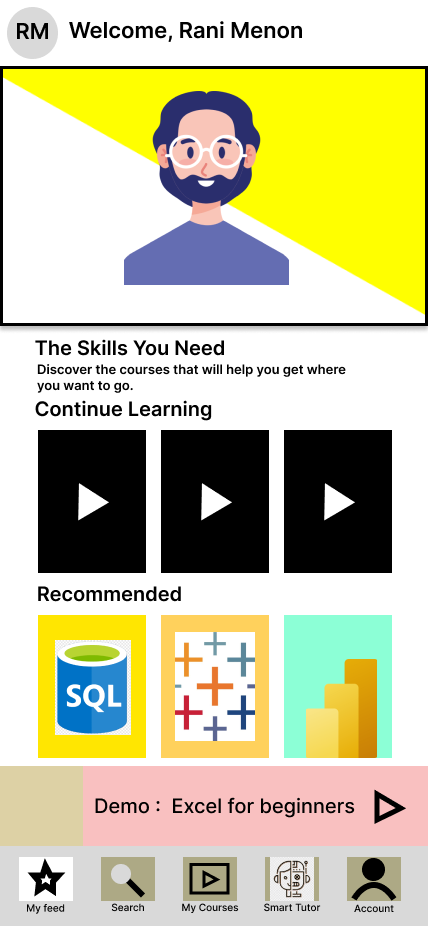 RM
Welcome, Rani Menon
The Skills You Need
Discover the courses that will help you get where
you want to go.
Continue Learning
Recommended
SQL
Demo : Excel for beginners
My feed
Search
My Courses
Smart Tutor
Account